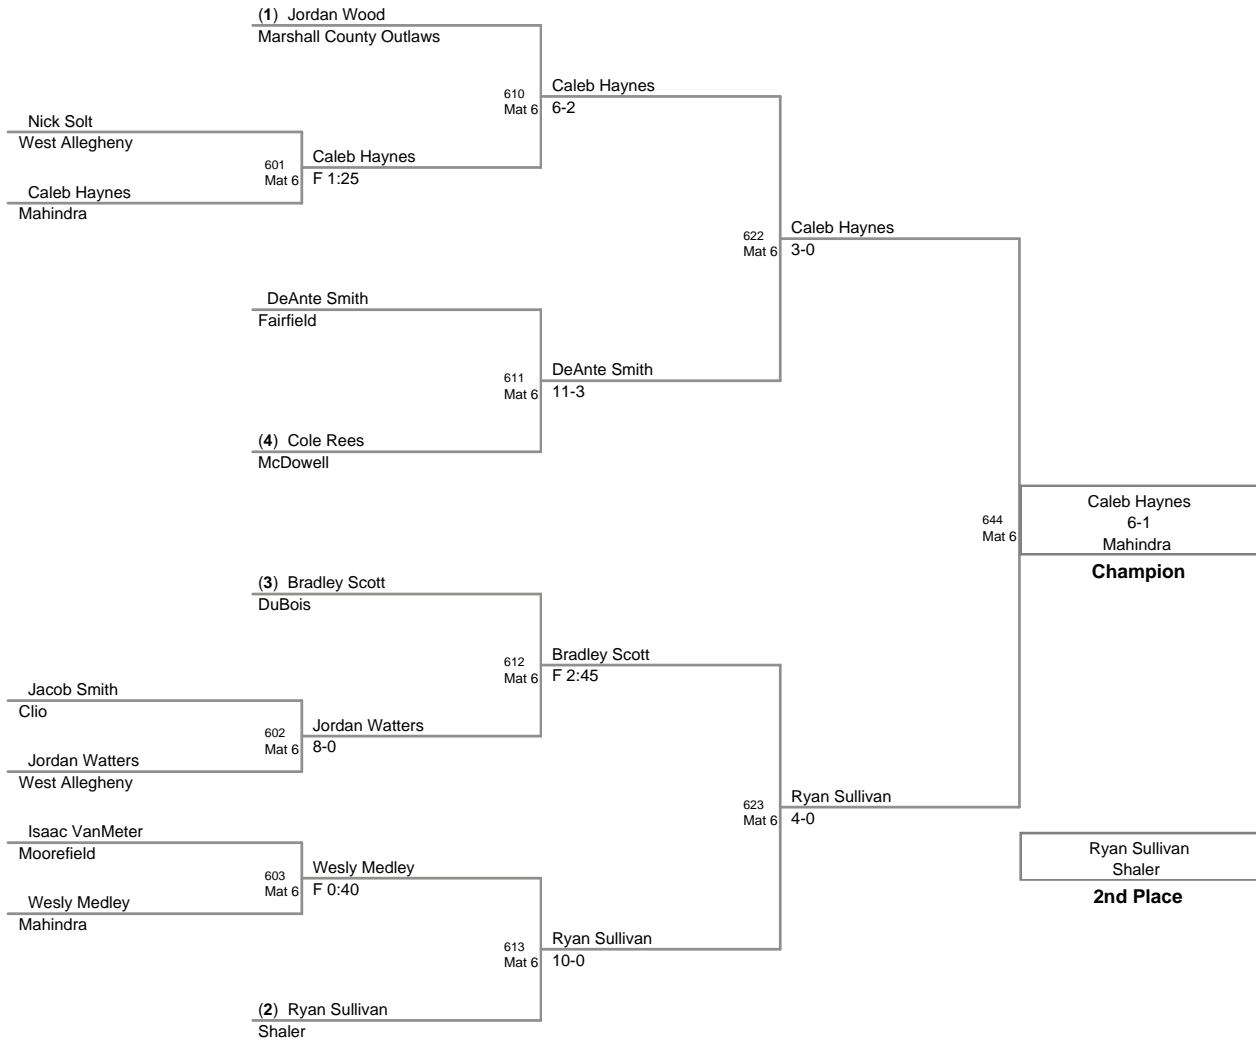 (1) Jordan Wood
Marshall County Outlaws
610
Mat 6
Caleb Haynes
6-2
Nick Solt
West Allegheny
601
Mat 6
Caleb Haynes
F 1:25
Caleb Haynes
Mahindra
622
Mat 6
Caleb Haynes
3-0
DeAnte Smith
Fairfield
611
Mat 6
DeAnte Smith
11-3
(4) Cole Rees
McDowell
644
Mat 6
Caleb Haynes
6-1
Mahindra
Champion
(3) Bradley Scott
DuBois
612
Mat 6
Bradley Scott
F 2:45
Jacob Smith
Clio
602
Mat 6
Jordan Watters
8-0
Jordan Watters
West Allegheny
623
Mat 6
Ryan Sullivan
4-0
Isaac VanMeter
Moorefield
603
Mat 6
Wesly Medley
F 0:40
Wesly Medley
Mahindra
Ryan Sullivan
Shaler
2nd Place
613
Mat 6
Ryan Sullivan
10-0
(2) Ryan Sullivan
Shaler